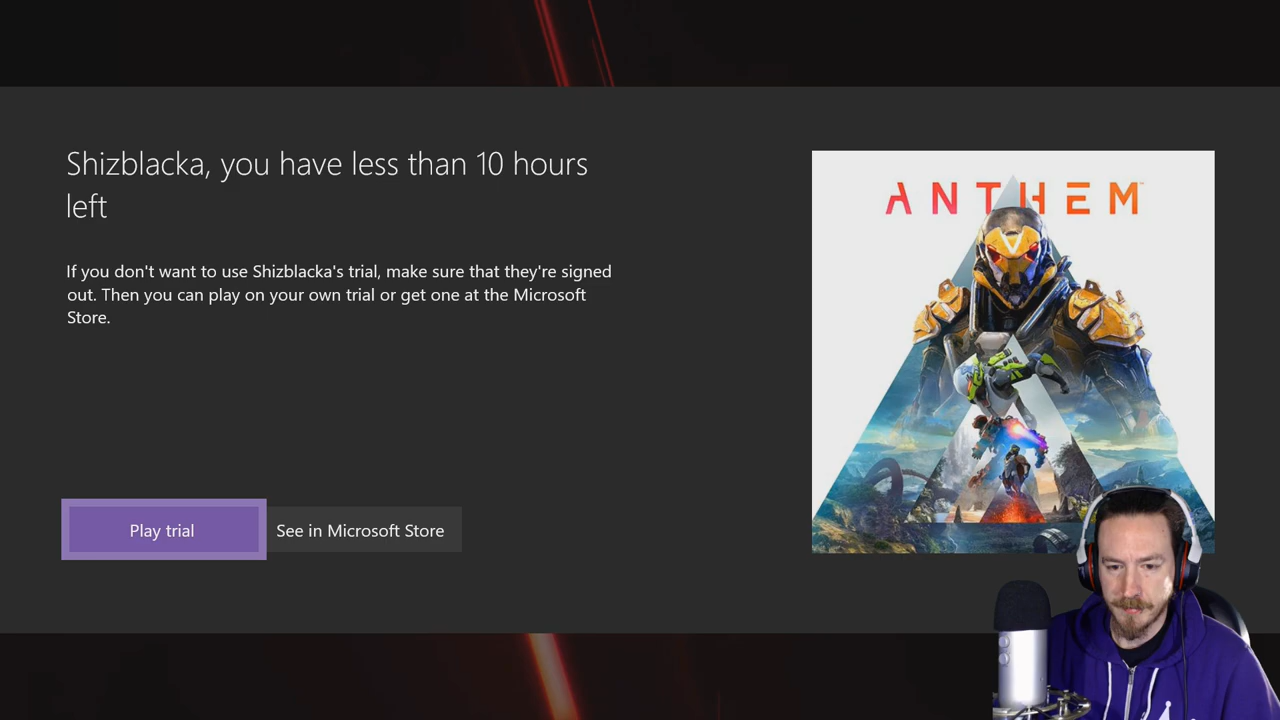 Shizblacka, you have less than 10 hours
left
If you don't want to use Shizblacka's trial, make sure that they're signed
out. Then you can play on your own trial or get one at the Microsoft
Store.
Play trial
See in Microsoft Store
ANTHEM